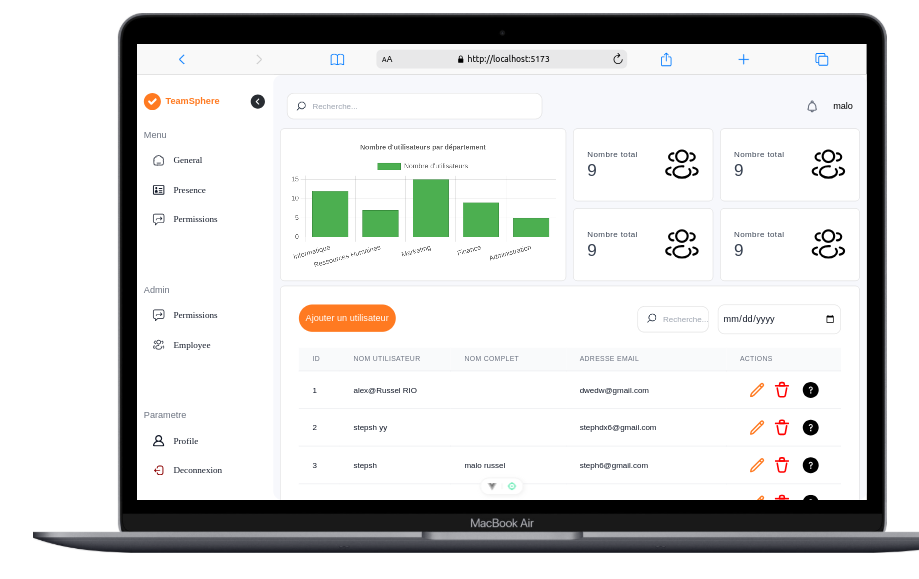 AA http://localhost:5173
TeamSphere
Menu
General
Presence
Permissions
Admin
Permissions
Employee
Parametre
Profile
Deconnexion
Recherche...
malo
Nombre d'utilisateurs par département
Nombre d'utilisateurs
15
10
5
0
Informatique
Ressources Humaines
Marketing
Finance
Administration
Nombre total
9
Nombre total
9
Nombre total
9
Nombre total
9
Ajouter un utilisateur
Recherche...
mm/dd/yyyy
ID NOM UTILISATEUR NOM COMPLET ADRESSE EMAIL ACTIONS
1 alex@Russel RIO dwedw@gmail.com ?
2 stepsh yy stephdx6@gmail.com ?
3 stepsh malo russel steph6@gmail.com ?
MacBook Air